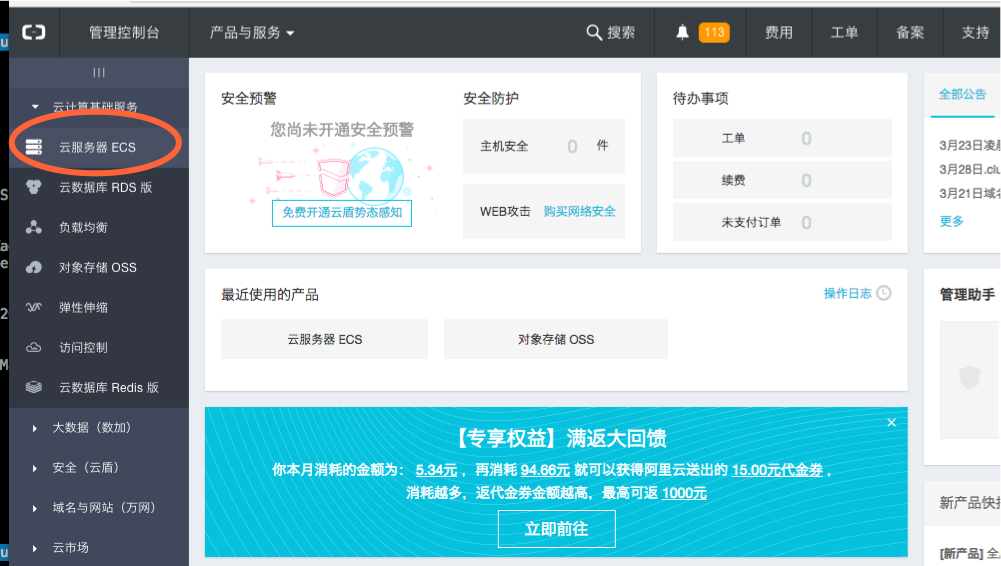 管理控制台 产品与服务 搜索 113 费用 工单 备案 支持
云计算基础服务
云服务器 ECS
云数据库 RDS 版
负载均衡
对象存储 OSS
弹性伸缩
访问控制
云数据库 Redis 版
大数据（数加）
安全（云盾）
域名与网站（万网）
云市场
安全预警
您尚未开通安全预警
免费开通云盾势态感知
安全防护
主机安全 0 件
WEB攻击 购买网络安全
待办事项
工单 0
续费 0
未支付订单 0
全部公告
3月23日凌
3月28日.clu
3月21日域名
更多
最近使用的产品
操作日志
云服务器 ECS
对象存储 OSS
管理助手
【专享权益】满返大回馈
你本月消耗的金额为： 5.34元 ，再消耗 94.66元 就可以获得阿里云送出的 15.00元代金券 ，
消耗越多，返代金券金额越高，最高可返 1000元
立即前往
新产品快
[新产品] 全